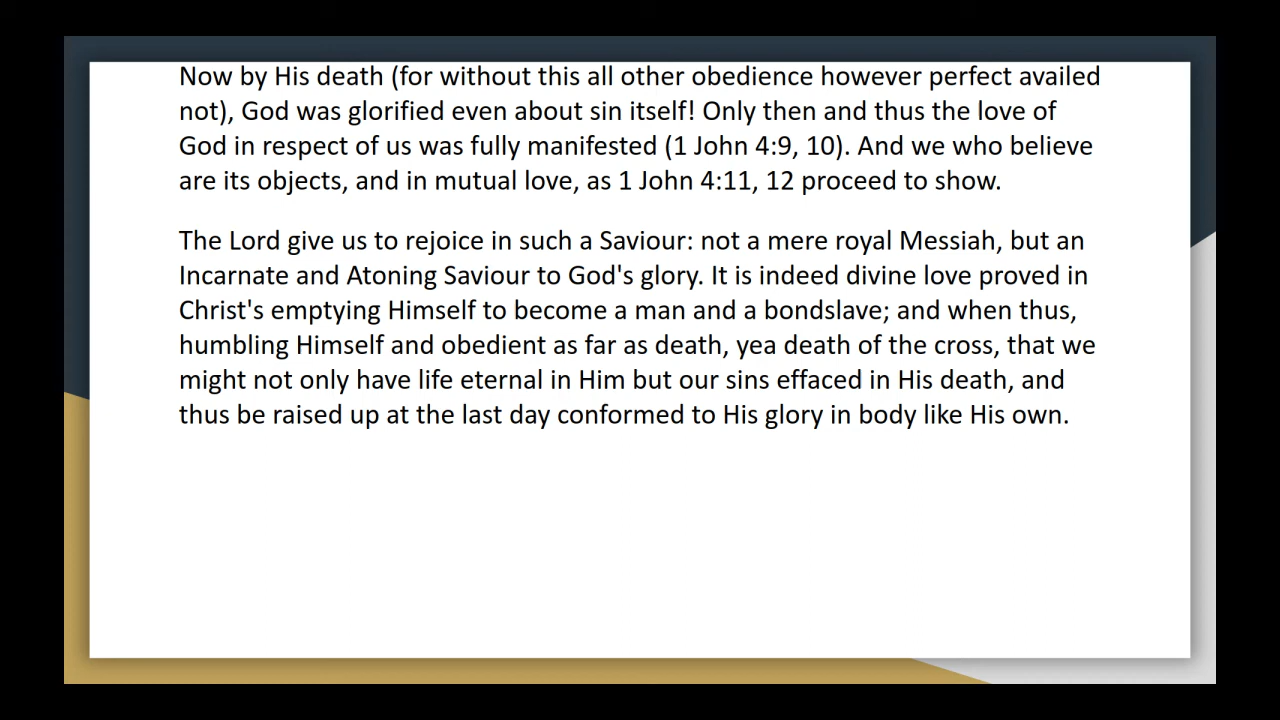 Now by His death (for without this all other obedience however perfect availed
not), God was glorified even about sin itself! Only then and thus the love of
God in respect of us was fully manifested (1 John 4:9, 10). And we who believe
are its objects, and in mutual love, as 1 John 4:11, 12 proceed to show.
The Lord give us to rejoice in such a Saviour: not a mere royal Messiah, but an
Incarnate and Atoning Saviour to God's glory. It is indeed divine love proved in
Christ's emptying Himself to become a man and a bondslave; and when thus,
humbling Himself and obedient as far as death, yea death of the cross, that we
might not only have life eternal in Him but our sins effaced in His death, and
thus be raised up at the last day conformed to His glory in body like His own.